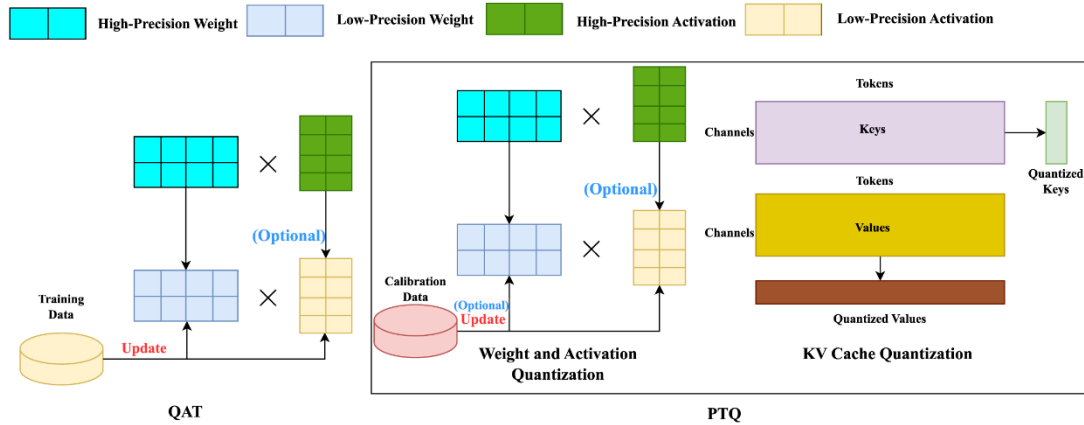 High-Precision Weight
Low-Precision Weight
High-Precision Activation
Low-Precision Activation
(Optional)
Training
Data
Update
QAT
(Optional)
Calibration
Data
(Optional)
Update
Weight and Activation
Quantization
Tokens
Channels
Keys
Quantized
Keys
Tokens
Channels
Values
Quantized Values
KV Cache Quantization
PTQ